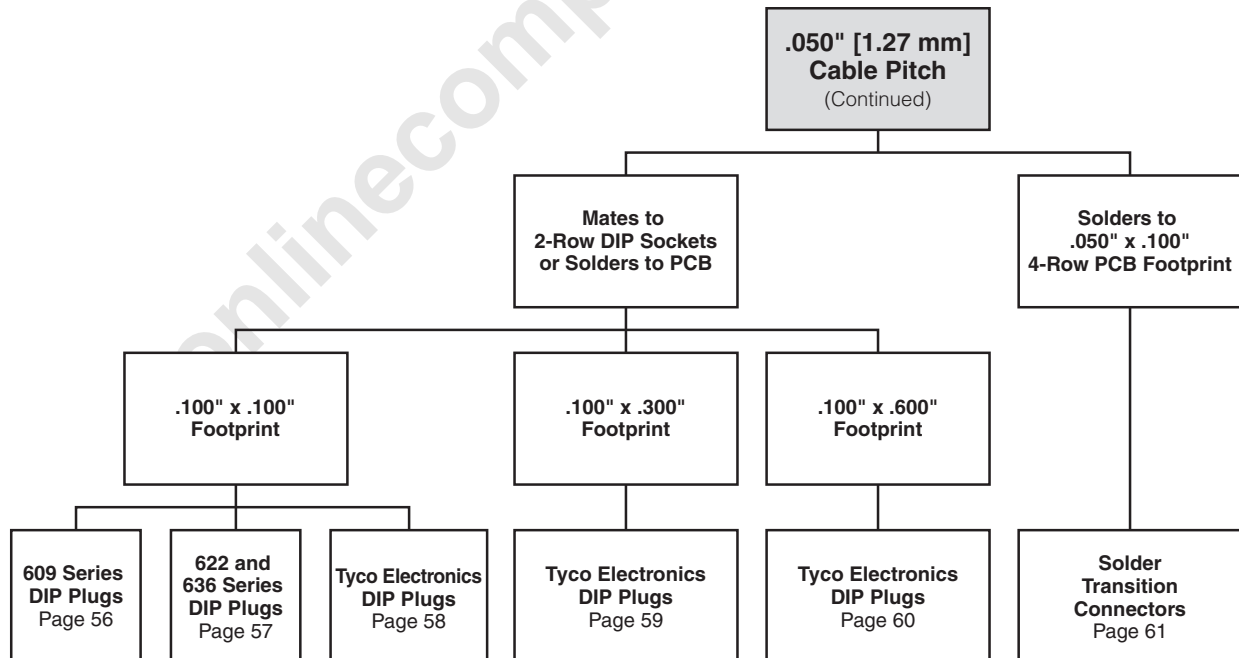 .050" [1.27 mm]
Cable Pitch
(Continued)
Mates to
2-Row DIP Sockets
or Solders to PCB
Solders to
.050" x .100"
4-Row PCB Footprint
.100" x .100"
Footprint
.100" x .300"
Footprint
.100" x .600"
Footprint
609 Series
DIP Plugs
Page 56
622 and
636 Series
DIP Plugs
Page 57
Tyco Electronics
DIP Plugs
Page 58
Tyco Electronics
DIP Plugs
Page 59
Tyco Electronics
DIP Plugs
Page 60
Solder
Transition
Connectors
Page 61
onlinecomp